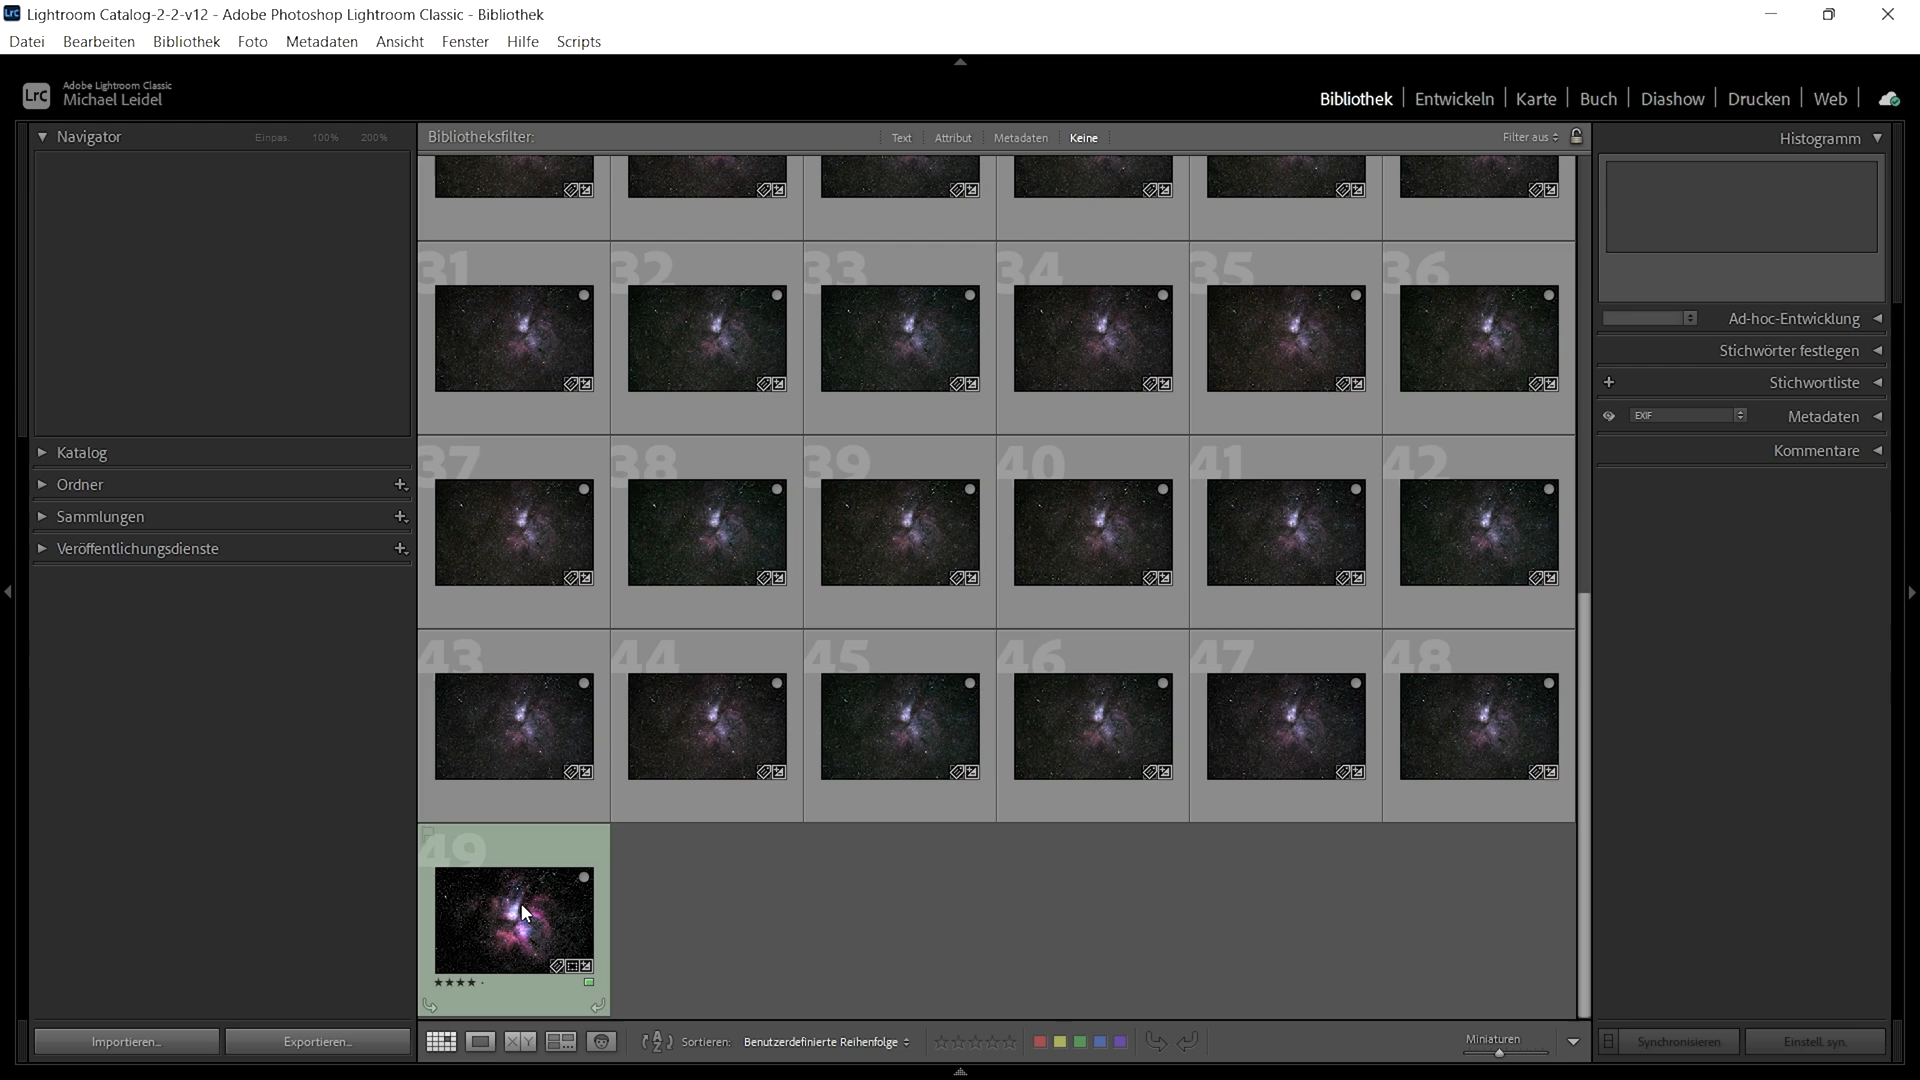 Lightroom Catalog-2-2-v12 - Adobe Photoshop Lightroom Classic - Bibliothek
Datei Bearbeiten Bibliothek Foto Metadaten Ansicht Fenster Hilfe Scripts
LrC Adobe Lightroom Classic
Michael Leidel
Bibliothek | Entwickeln | Karte | Buch | Diashow | Drucken | Web |
Navigator Einpas. 100% 200%
Bibliotheksfilter: Text Attribut Metadaten Keine Filter aus
Histogramm
31 32 33 34 35 36
Ad-hoc-Entwicklung
Stichwörter festlegen
Stichwortliste
EXIF Metadaten
Kommentare
Katalog
Ordner
Sammlungen
Veröffentlichungsdienste
37 38 39 40 41 42
43 44 45 46 47 48
49
Importieren... Exportieren...
XY AZ Sortieren: Benutzerdefinierte Reihenfolge Miniaturen
Synchronisieren Einstell. syn.